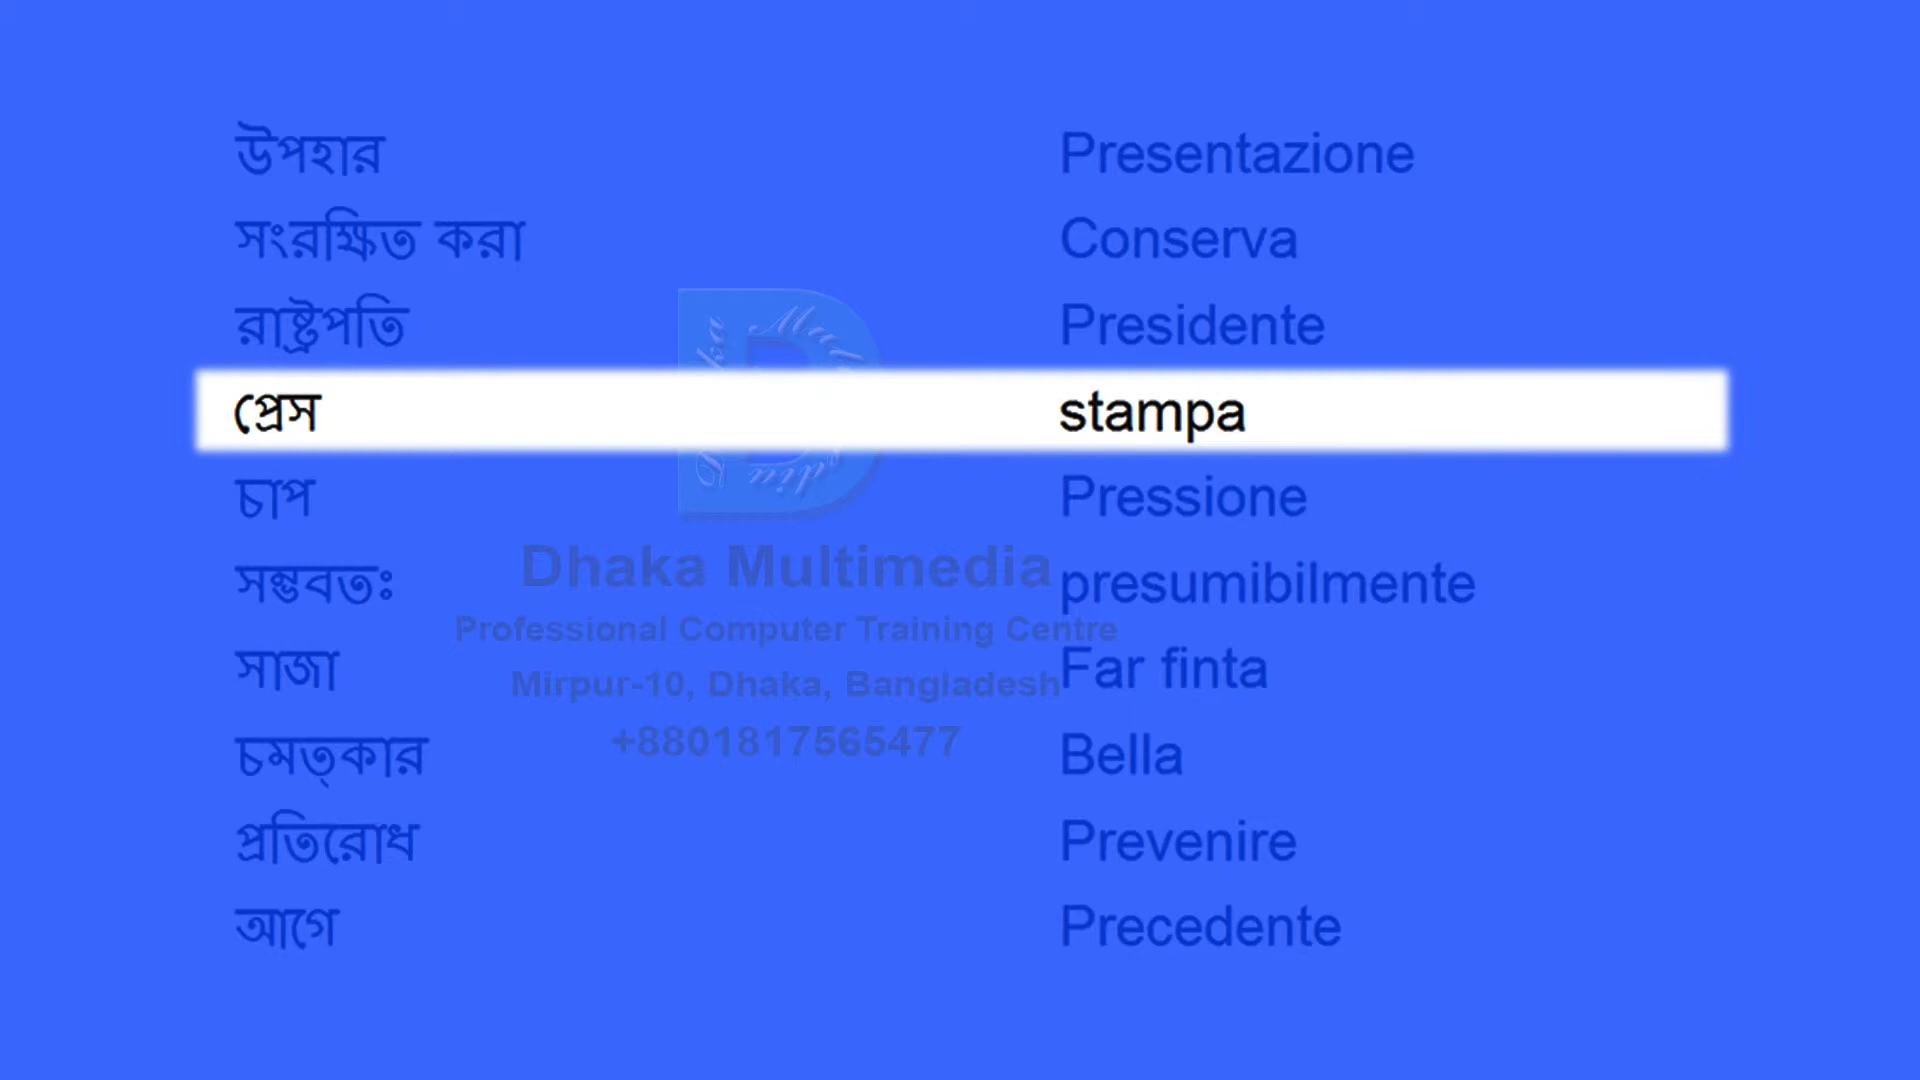 উপহার Presentazione
সংরক্ষিত করা Conserva
রাষ্ট্রপতি Presidente
প্রেস stampa
চাপ Pressione
সম্ভবতঃ presumibilmente
সাজা Far finta
চমত্কার Bella
প্রতিরোধ Prevenire
আগে Precedente
Dhaka Multimedia
Professional Computer Training Centre
Mirpur-10, Dhaka, Bangladesh
+8801817565477